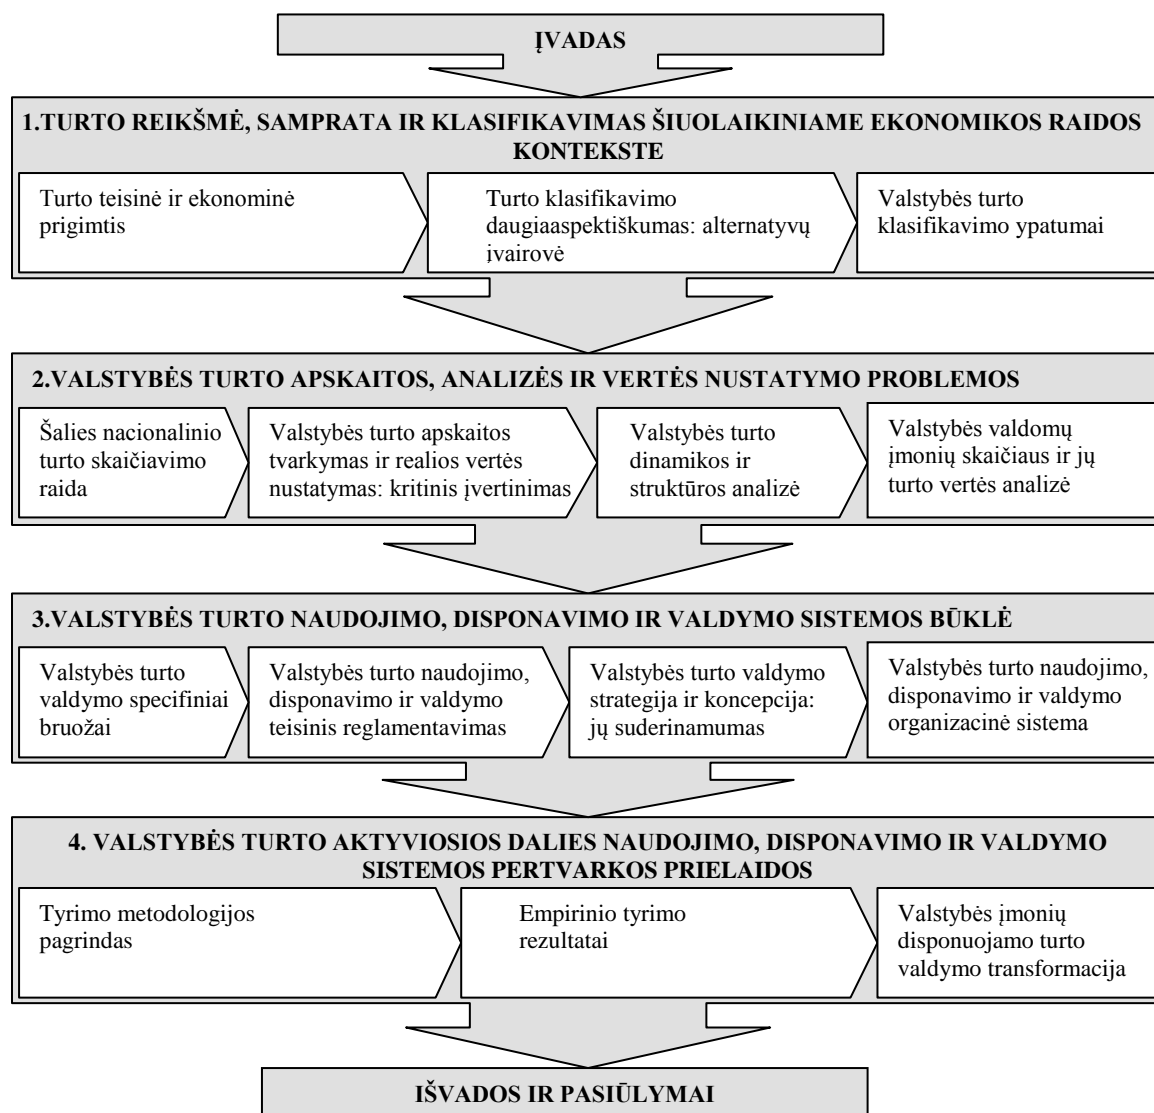 ĮVADAS
1.TURTO REIKŠMĖ, SAMPRATA IR KLASIFIKAVIMAS ŠIUOLAIKINIAME EKONOMIKOS RAIDOS
KONTEKSTE
Turto teisinė ir ekonominė
prigimtis
Turto klasifikavimo
daugiaaspektiškumas: alternatyvų
įvairovė
Valstybės turto
klasifikavimo ypatumai
2.VALSTYBĖS TURTO APSKAITOS, ANALIZĖS IR VERTĖS NUSTATYMO PROBLEMOS
Šalies nacionalinio
turto skaičiavimo
raida
Valstybės turto apskaitos
tvarkymas ir realios vertės
nustatymas: kritinis įvertinimas
Valstybės turto
dinamikos ir
struktūros analizė
Valstybės valdomų
įmonių skaičiaus ir jų
turto vertės analizė
3.VALSTYBĖS TURTO NAUDOJIMO, DISPONAVIMO IR VALDYMO SISTEMOS BŪKLĖ
Valstybės turto
valdymo specifiniai
bruožai
Valstybės turto naudojimo,
disponavimo ir valdymo
teisinis reglamentavimas
Valstybės turto valdymo
strategija ir koncepcija:
jų suderinamumas
Valstybės turto naudojimo,
disponavimo ir valdymo
organizacinė sistema
4. VALSTYBĖS TURTO AKTYVIOSIOS DALIES NAUDOJIMO, DISPONAVIMO IR VALDYMO
SISTEMOS PERTVARKOS PRIELAIDOS
Tyrimo metodologijos
pagrindas
Empirinio tyrimo
rezultatai
Valstybės įmonių
disponuojamo turto
valdymo transformacija
IŠVADOS IR PASIŪLYMAI